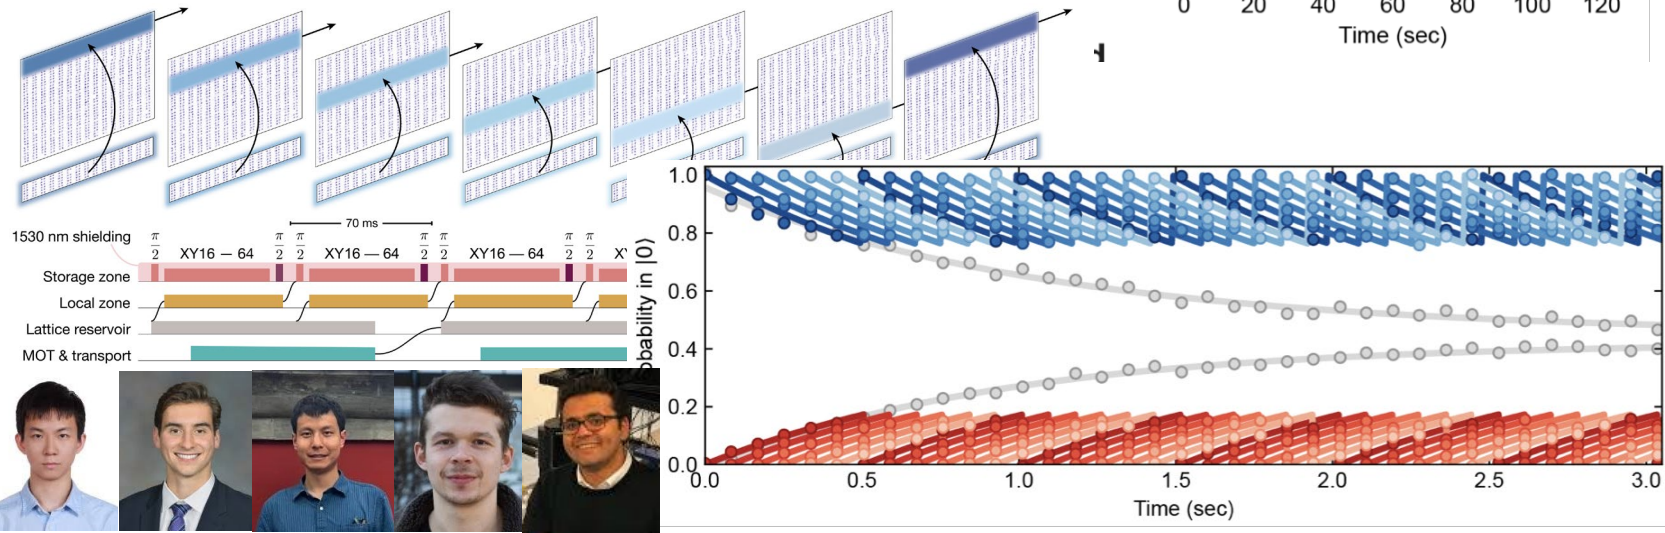 0 20 40 60 80 100 120
Time (sec)
70 ms
1530 nm shielding
π/2 XY16 — 64 π/2 π/2 XY16 — 64 π/2 π/2 XY16 — 64 π/2 π/2 XY
Storage zone
Local zone
Lattice reservoir
MOT & transport
obability in |0⟩
1.0
0.8
0.6
0.4
0.2
0.0
0.0 0.5 1.0 1.5 2.0 2.5 3.0
Time (sec)